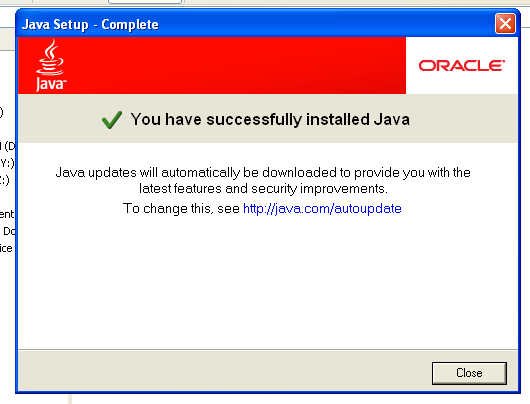 Java Setup - Complete
Java
ORACLE
You have successfully installed Java
)
(D
Y:)
:)
Java updates will automatically be downloaded to provide you with the
latest features and security improvements.
To change this, see http://java.com/autoupdate
ent
Do
ice
Close